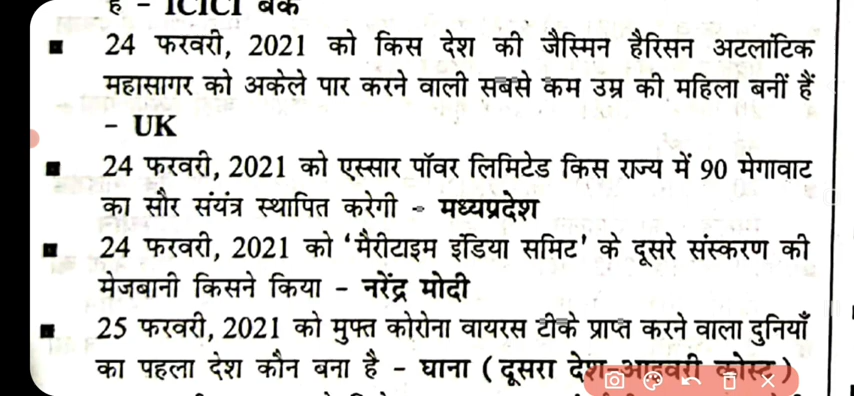 है – ICICI बैंक
24 फरवरी, 2021 को किस देश की जैस्मिन हैरिसन अटलांटिक
महासागर को अकेले पार करने वाली सबसे कम उम्र की महिला बनीं हैं
– UK
24 फरवरी, 2021 को एस्सार पॉवर लिमिटेड किस राज्य में 90 मेगावाट
का सौर संयंत्र स्थापित करेगी - मध्यप्रदेश
24 फरवरी, 2021 को ‘मैरीटाइम इंडिया समिट’ के दूसरे संस्करण की
मेजबानी किसने किया – नरेंद्र मोदी
25 फरवरी, 2021 को मुफ्त कोरोना वायरस टीके प्राप्त करने वाला दुनियाँ
का पहला देश कौन बना है – घाना (दूसरा देश-आइवरी कोस्ट)